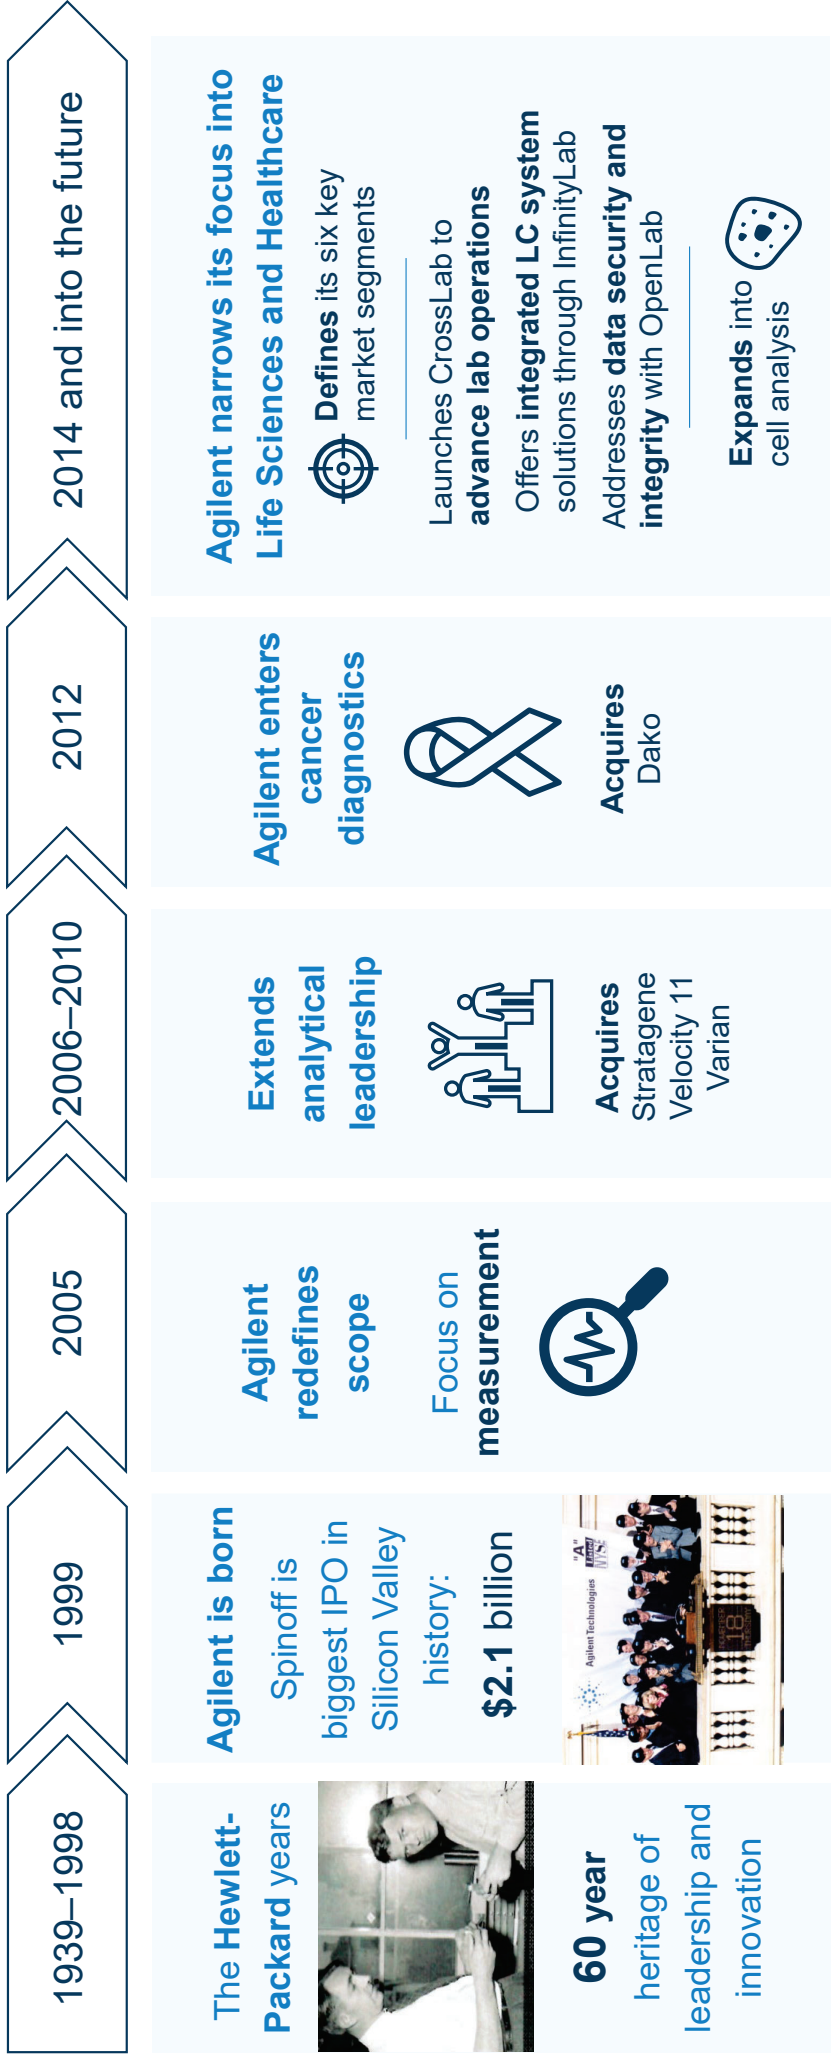 1939–1998
The Hewlett-
Packard years
60 year
heritage of
leadership and
innovation
1999
Agilent is born
Spinoff is
biggest IPO in
Silicon Valley
history:
$2.1 billion
Agilent Technologies
"A"
Listed
NYSE
18
2005
Agilent
redefines
scope
Focus on
measurement
2006–2010
Extends
analytical
leadership
Acquires
Stratagene
Velocity 11
Varian
2012
Agilent enters
cancer
diagnostics
Acquires
Dako
2014 and into the future
Agilent narrows its focus into
Life Sciences and Healthcare
Defines its six key
market segments
Launches CrossLab to
advance lab operations
Offers integrated LC system
solutions through InfinityLab
Addresses data security and
integrity with OpenLab
Expands into
cell analysis